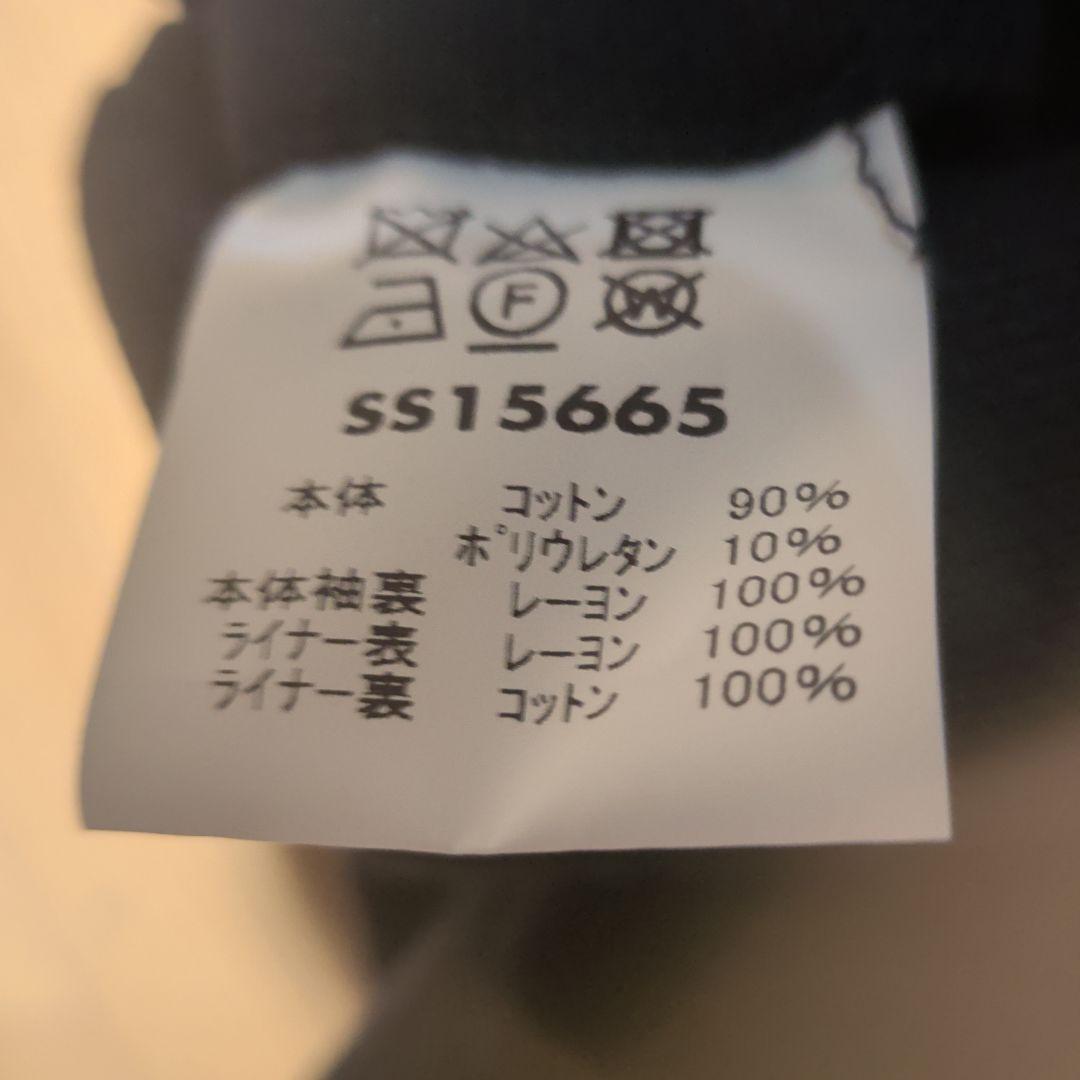 F W
SS15665
本体 コットン 90%
ポリウレタン 10%
本体袖裏 レーヨン 100%
ライナー表 レーヨン 100%
ライナー裏 コットン 100%